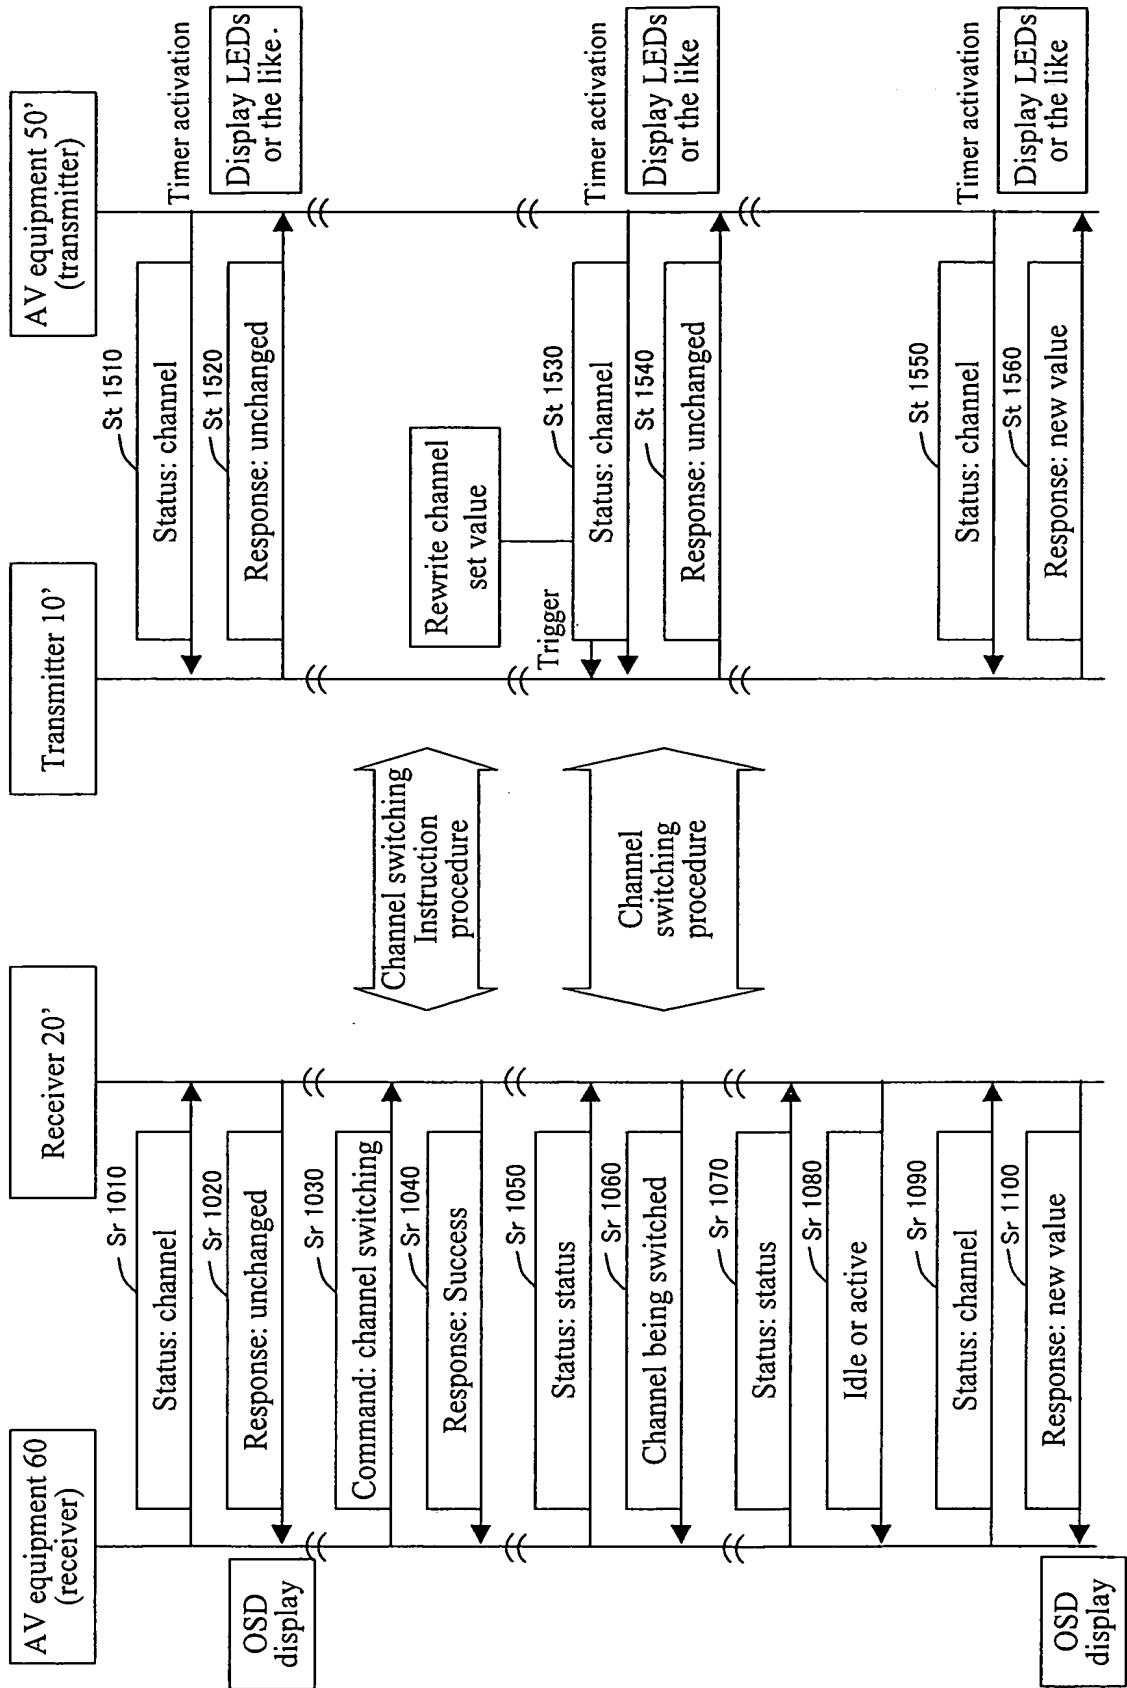 AV equipment 60
(receiver)
Receiver 20'
Transmitter 10'
AV equipment 50'
(transmitter)
Sr 1010
Status: channel
Sr 1020
Response: unchanged
OSD
display
Sr 1030
Command: channel switching
Sr 1040
Response: Success
Sr 1050
Status: status
Sr 1060
Channel being switched
Sr 1070
Status: status
Sr 1080
Idle or active
Sr 1090
Status: channel
Sr 1100
Response: new value
OSD
display
Channel switching
Instruction
procedure
Channel
switching
procedure
St 1510
Status: channel
Timer activation
St 1520
Response: unchanged
Display LEDs
or the like.
Rewrite channel
set value
Trigger
St 1530
Status: channel
Timer activation
St 1540
Response: unchanged
Display LEDs
or the like
St 1550
Status: channel
Timer activation
St 1560
Response: new value
Display LEDs
or the like